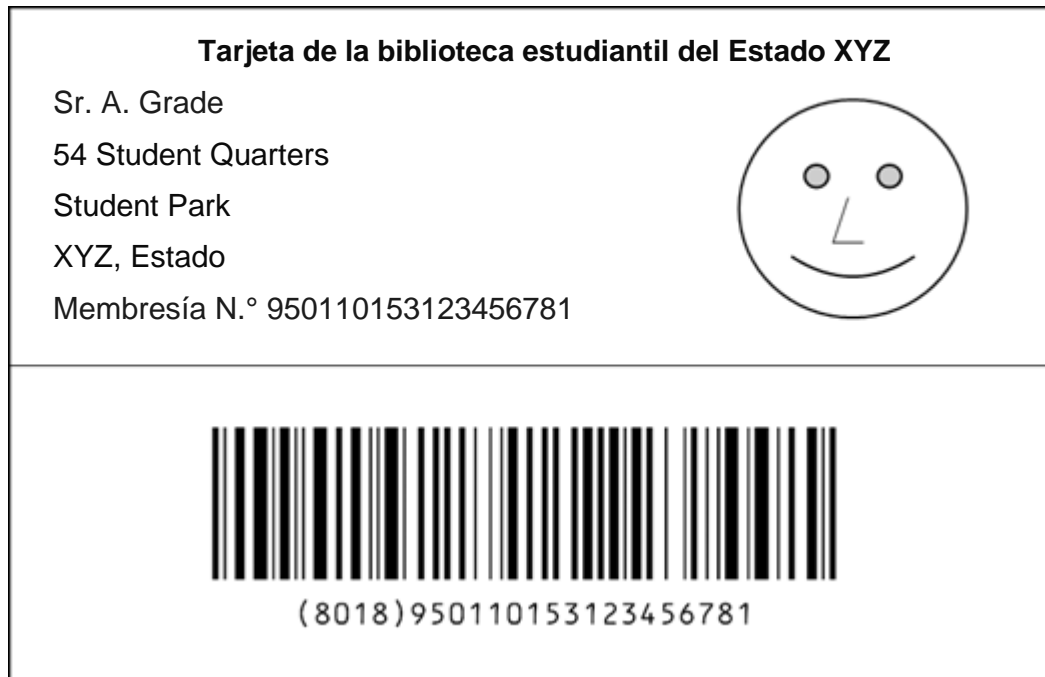 Tarjeta de la biblioteca estudiantil del Estado XYZ
Sr. A. Grade
54 Student Quarters
Student Park
XYZ, Estado
Membresía N.° 950110153123456781
(8018)950110153123456781